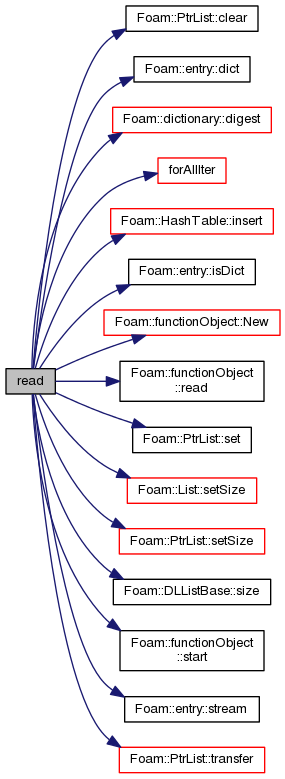 Foam::PtrList::clear
Foam::entry::dict
Foam::dictionary::digest
forAllIter
Foam::HashTable::insert
Foam::entry::isDict
Foam::functionObject::New
read
Foam::functionObject
::read
Foam::PtrList::set
Foam::List::setSize
Foam::PtrList::setSize
Foam::DLListBase::size
Foam::functionObject
::start
Foam::entry::stream
Foam::PtrList::transfer